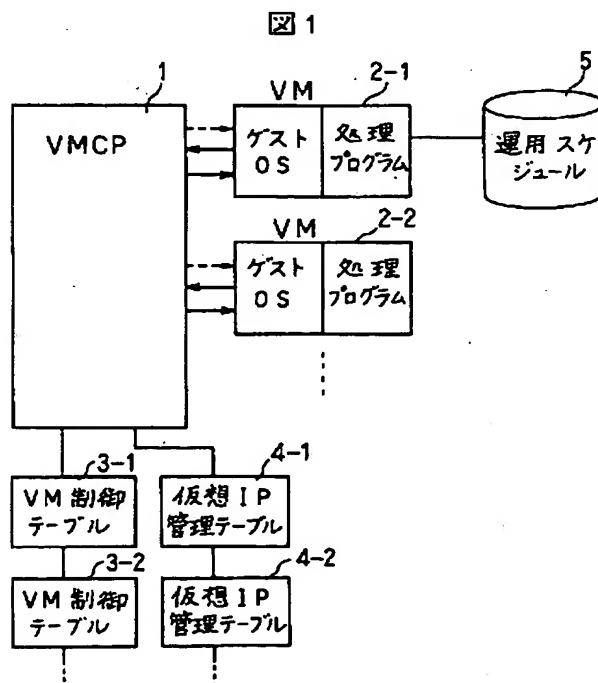 図1
1
VMCP
VM
2-1
ゲスト
OS
処理
プログラム
5
運用スケ
ジュール
VM
2-2
ゲスト
OS
処理
プログラム
3-1
VM制御
テーブル
4-1
仮想IP
管理テーブル
3-2
VM制御
テーブル
4-2
仮想IP
管理テーブル